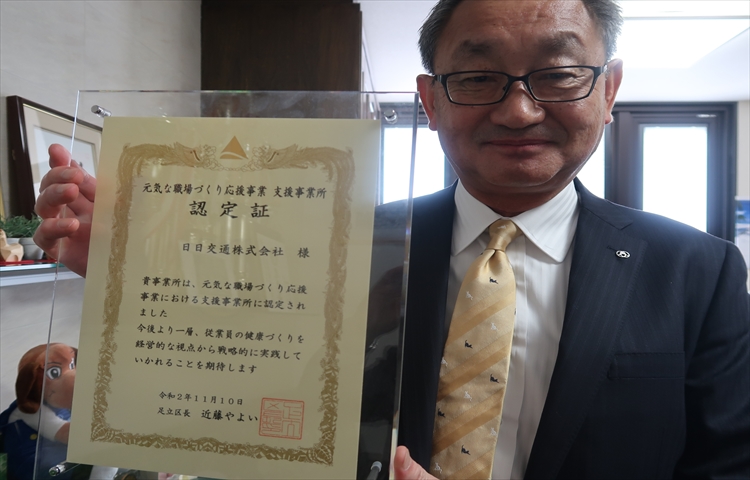 元気な職場づくり応援事業 支援事業所
認定証
日日交通株式会社 様
貴事業所は、元気な職場づくり応援
事業における支援事業所に認定されま
した
今後より一層、従業員の健康づくりを
経営的な視点から戦略的に実践して
いかれることを期待します
令和2年11月10日
足立区長 近藤やよい